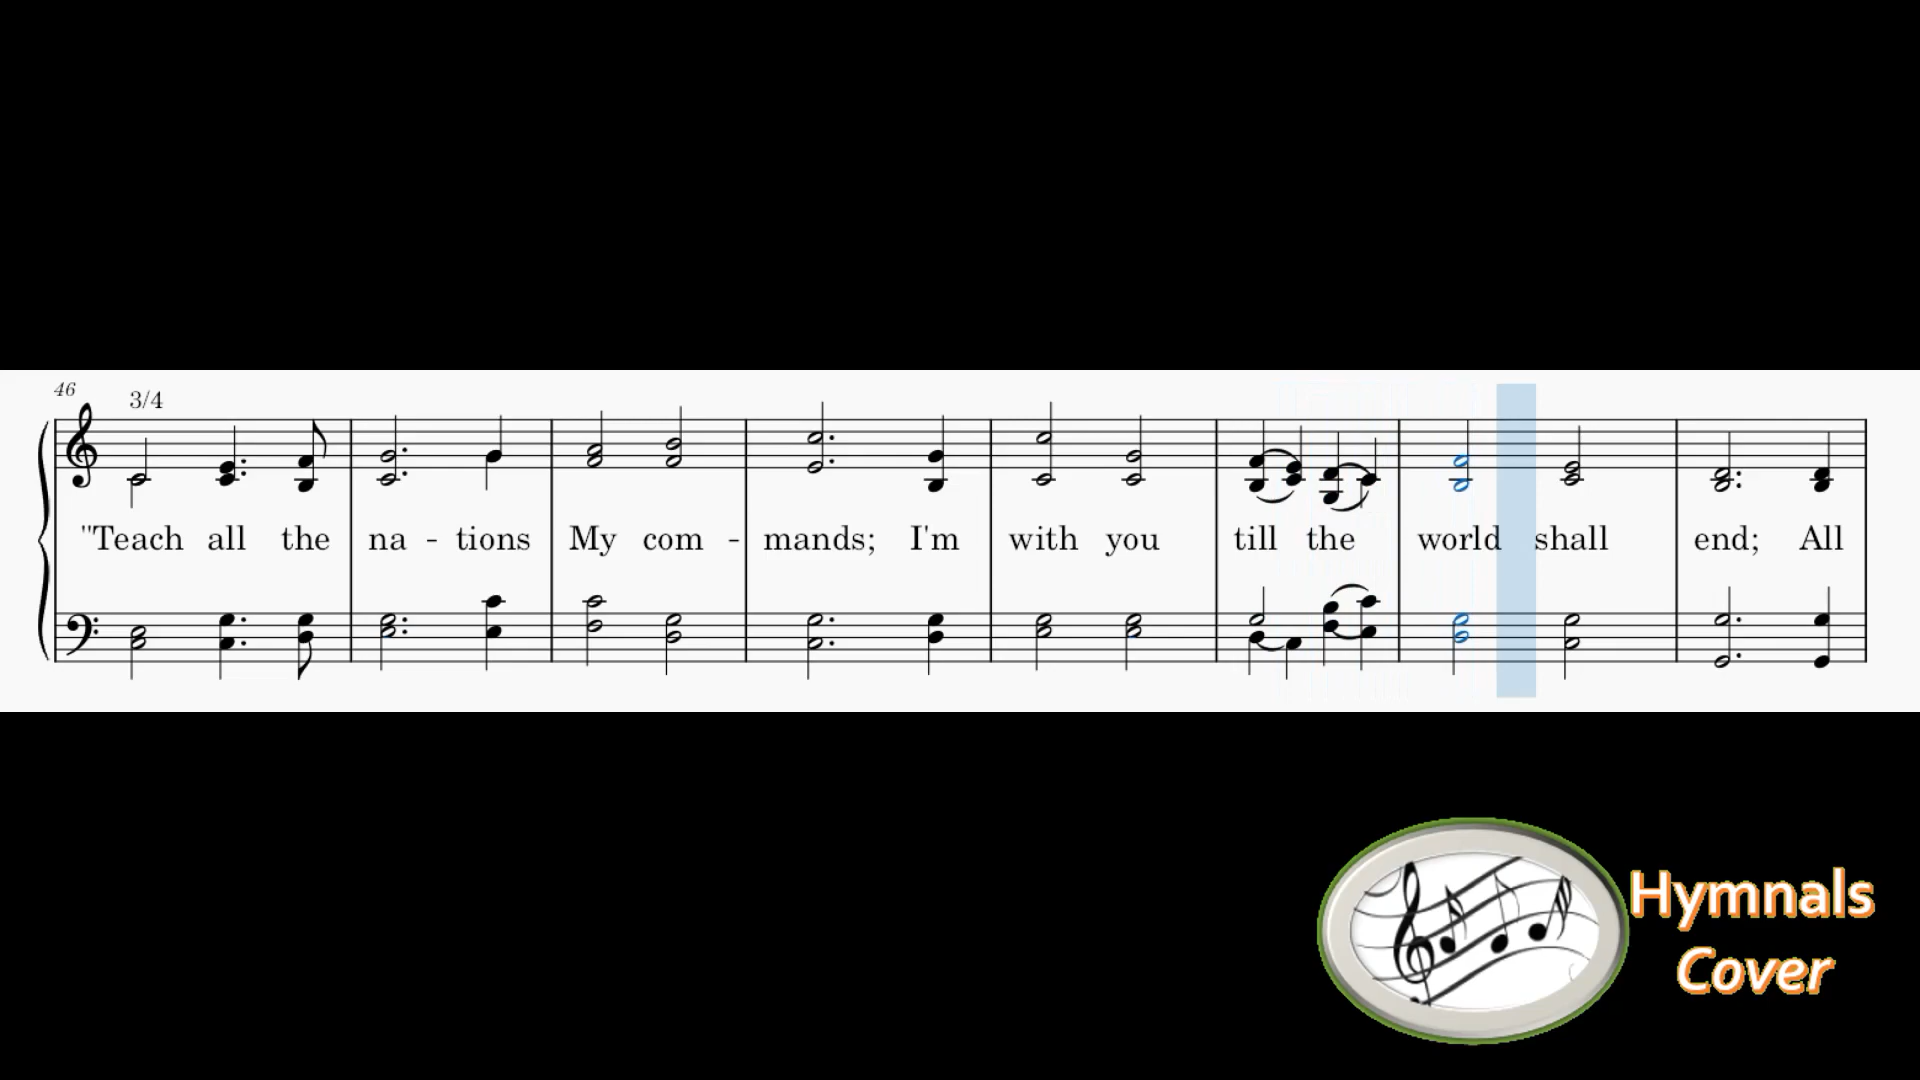 46
3/4
"Teach all the na - tions My com - mands; I'm with you till the world shall end; All
Hymnals
Cover